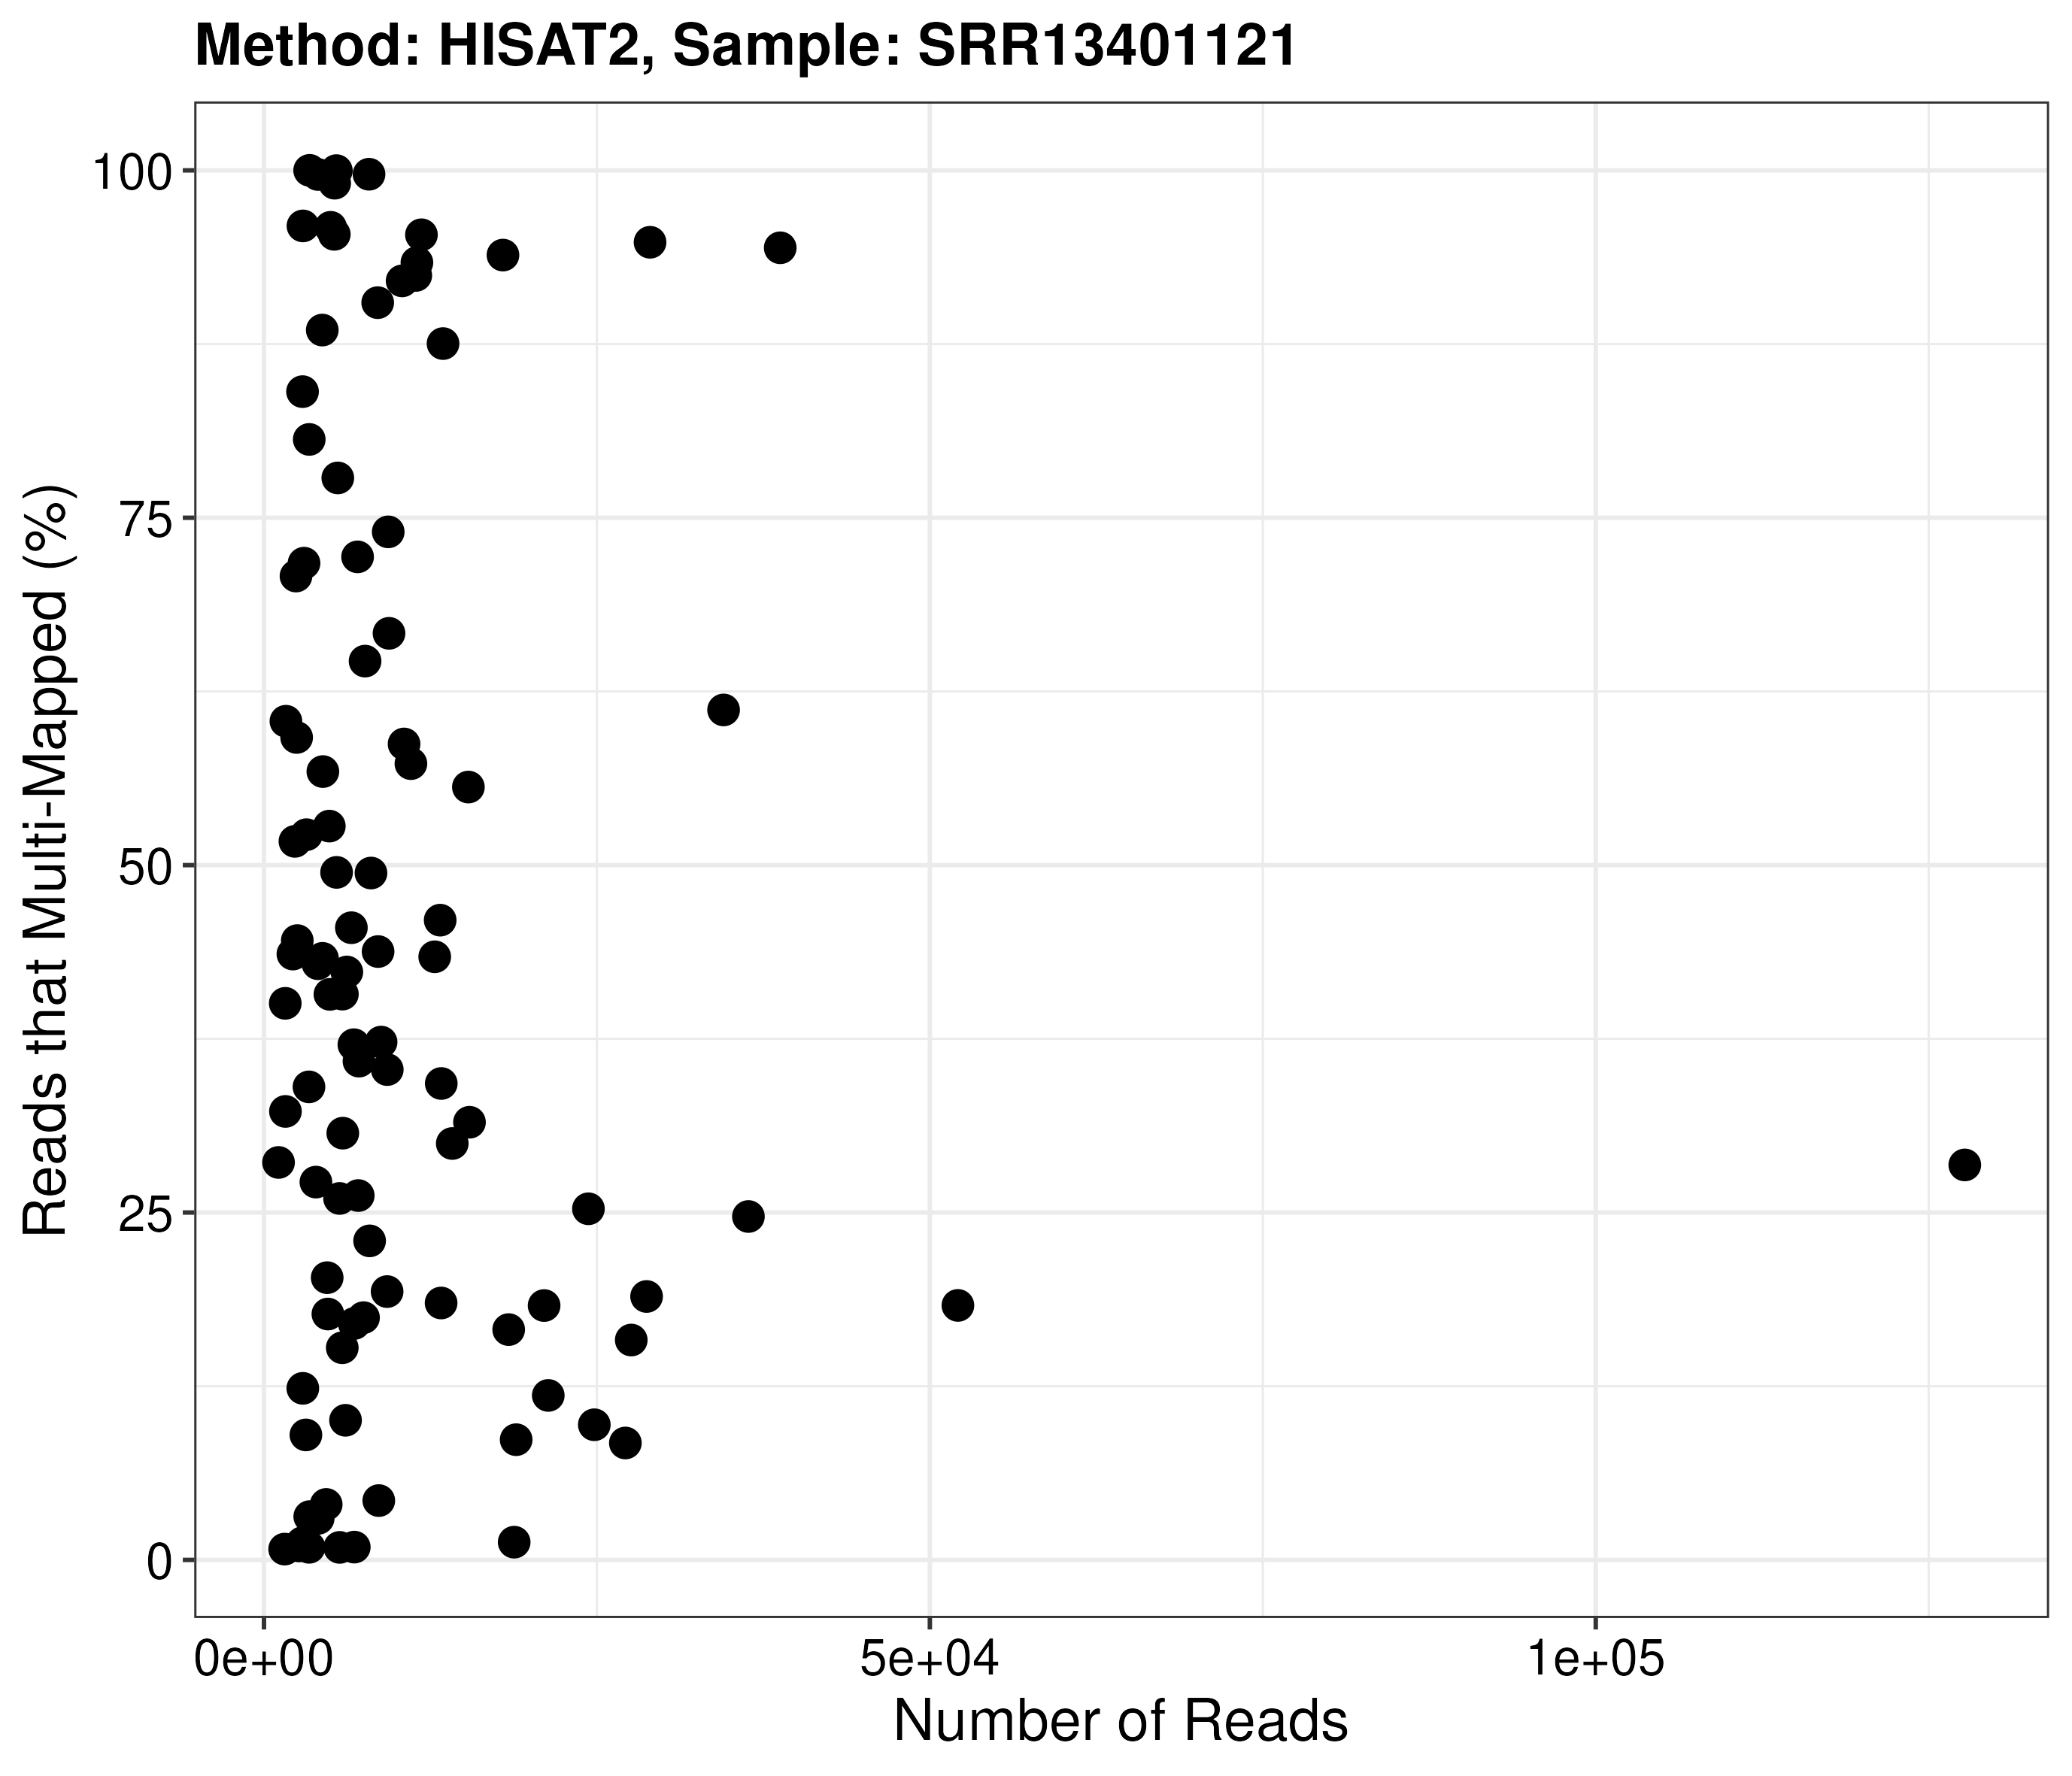 Method: HISAT2, Sample: SRR13401121
Reads that Multi-Mapped (%)
100
75
50
25
0
0e+00 5e+04 1e+05
Number of Reads